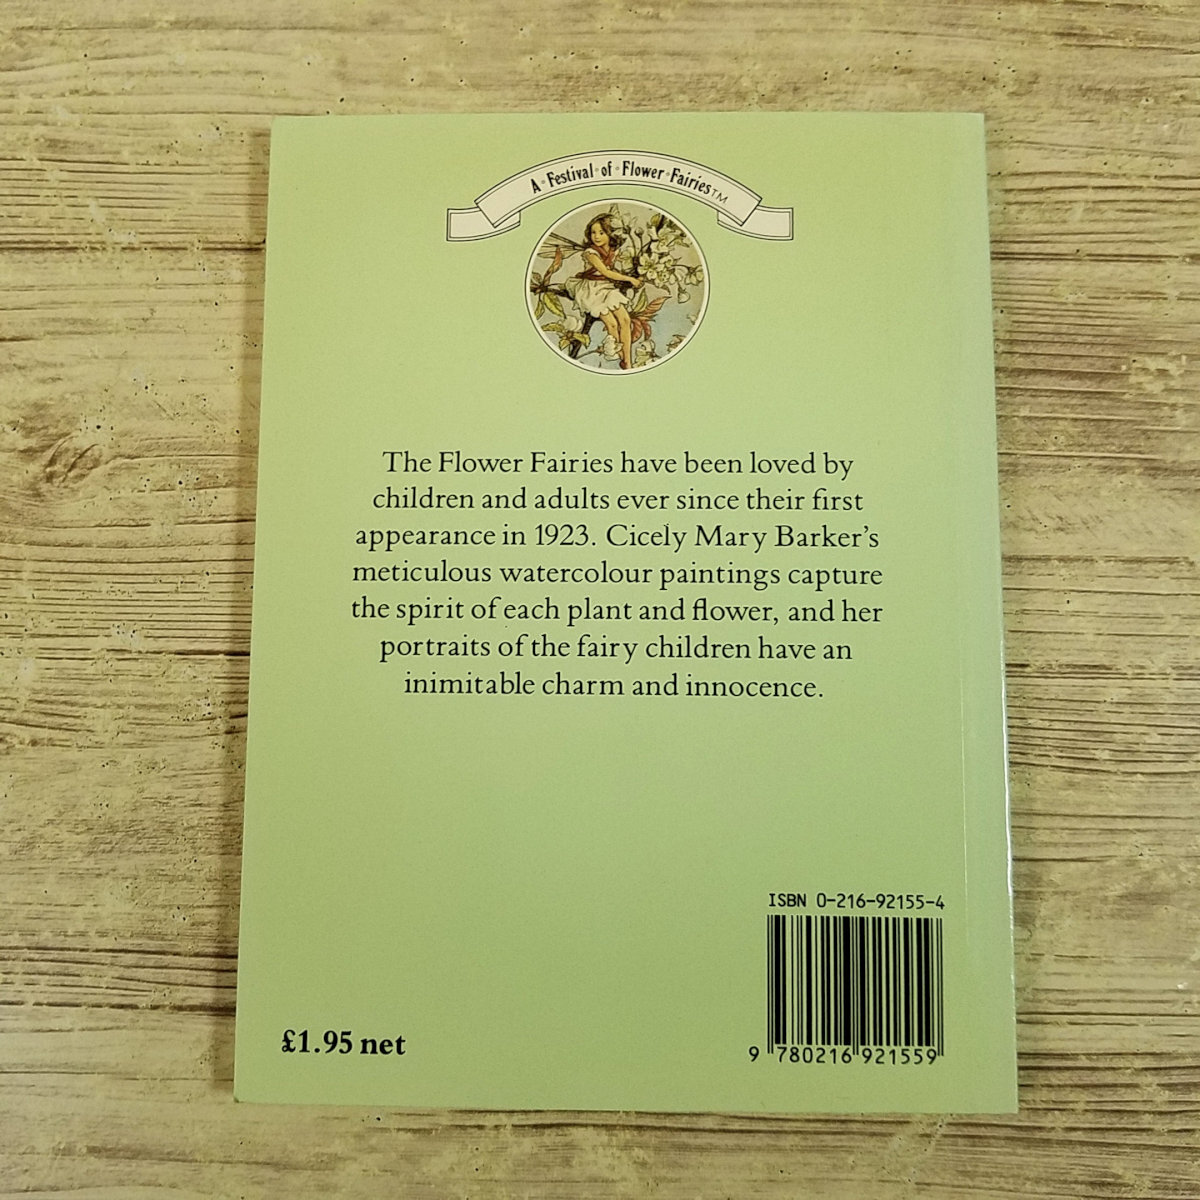 A·Festival·of·Flower·Fairies™
The Flower Fairies have been loved by
children and adults ever since their first
appearance in 1923. Cicely Mary Barker’s
meticulous watercolour paintings capture
the spirit of each plant and flower, and her
portraits of the fairy children have an
inimitable charm and innocence.
ISBN 0-216-92155-4
9 780216 921559
£1.95 net